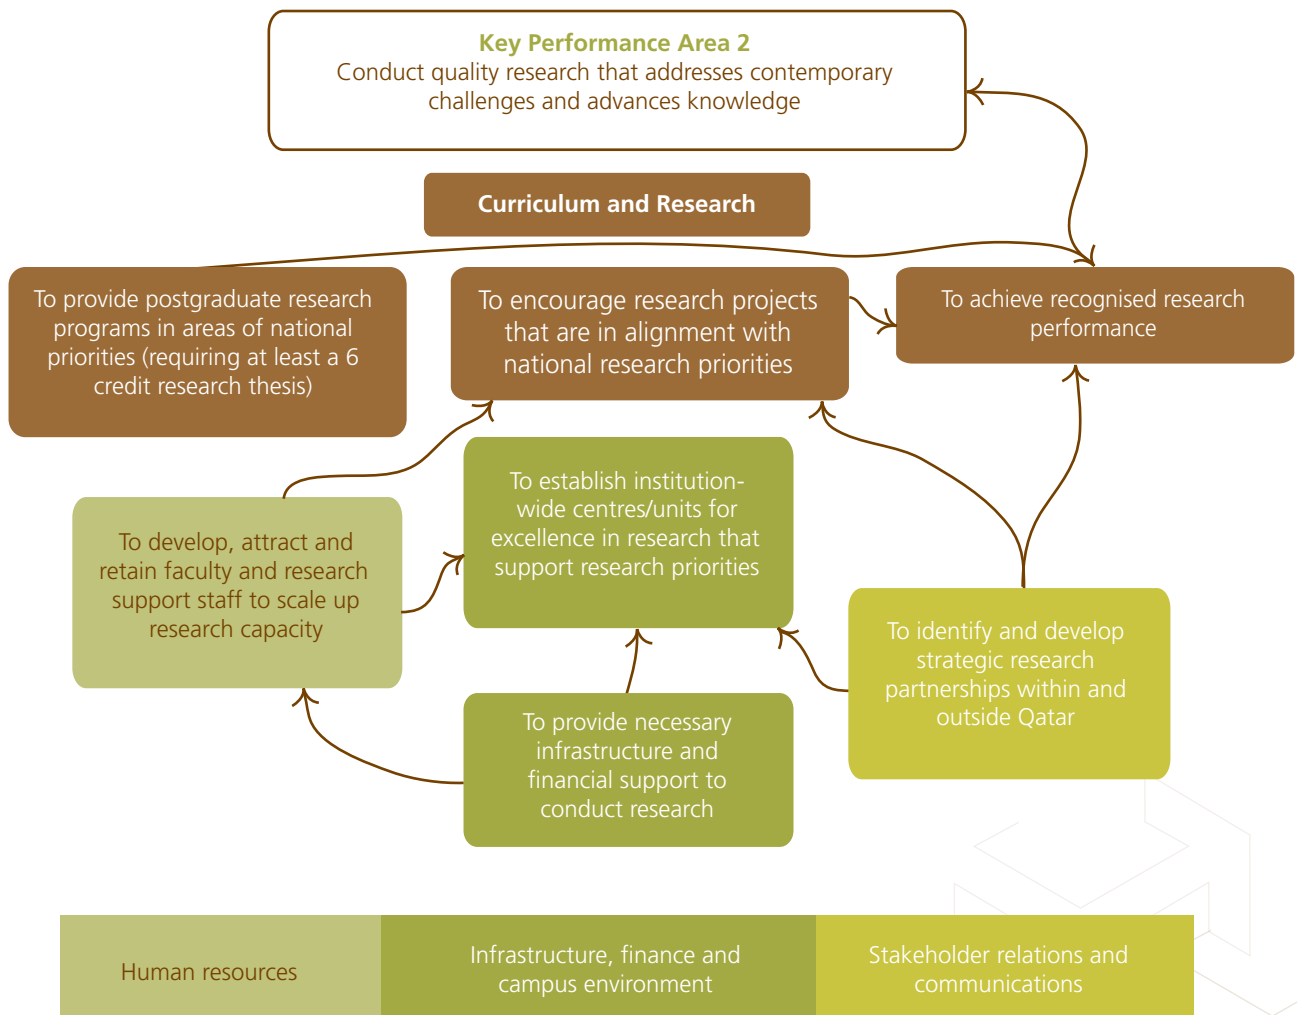 Key Performance Area 2
Conduct quality research that addresses contemporary
challenges and advances knowledge
Curriculum and Research
To provide postgraduate research
programs in areas of national
priorities (requiring at least a 6
credit research thesis)
To encourage research projects
that are in alignment with
national research priorities
To achieve recognised research
performance
To establish institution-
wide centres/units for
excellence in research that
support research priorities
To develop, attract and
retain faculty and research
support staff to scale up
research capacity
To identify and develop
strategic research
partnerships within and
outside Qatar
To provide necessary
infrastructure and
financial support to
conduct research
Human resources
Infrastructure, finance and
campus environment
Stakeholder relations and
communications